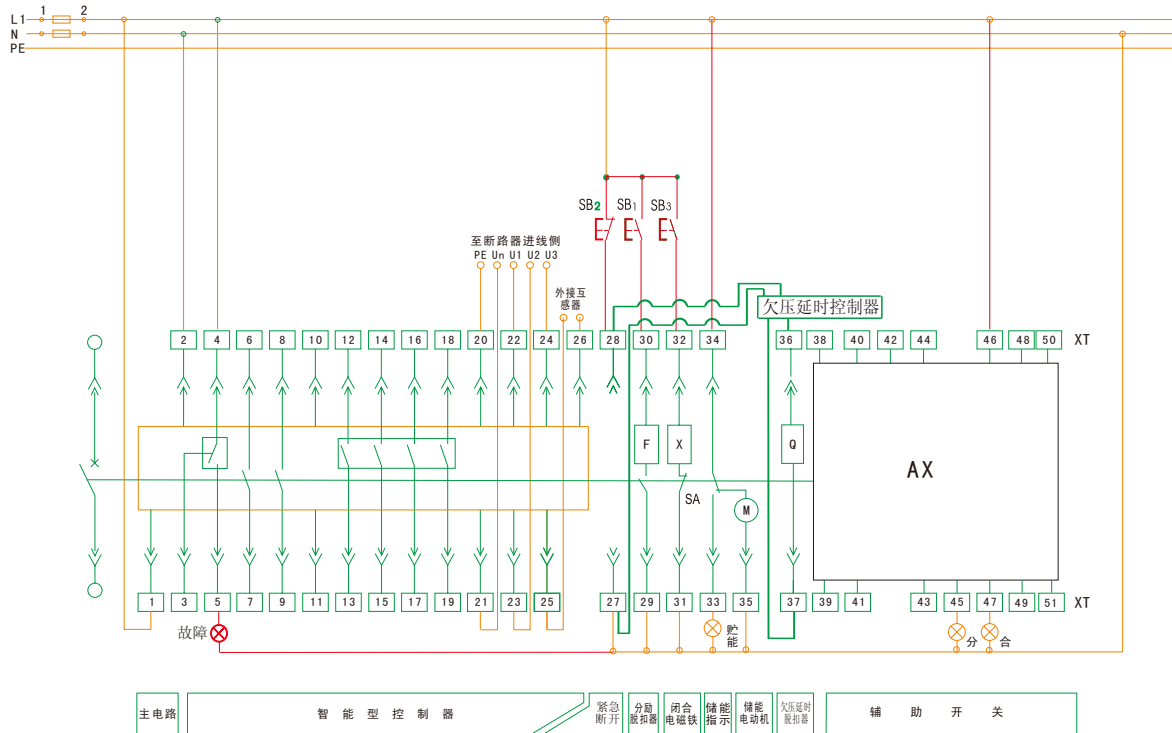 1 2
L1
N
PE
SB2 SB1 SB3
至断路器进线侧
PE Un U1 U2 U3
外接互
感器
欠压延时控制器
2 4 6 8 10 12 14 16 18 20 22 24 26 28 30 32 34 36 38 40 42 44 46 48 50 XT
F X Q
AX
SA
M
1 3 5 7 9 11 13 15 17 19 21 23 25 27 29 31 33 35 37 39 41 43 45 47 49 51 XT
故障
贮
能
分 合
主电路
智能型控制器
紧急
断开
分励
脱扣器
闭合
电磁铁
储能
指示
储能
电动机
欠压延时
脱扣器
辅助开关